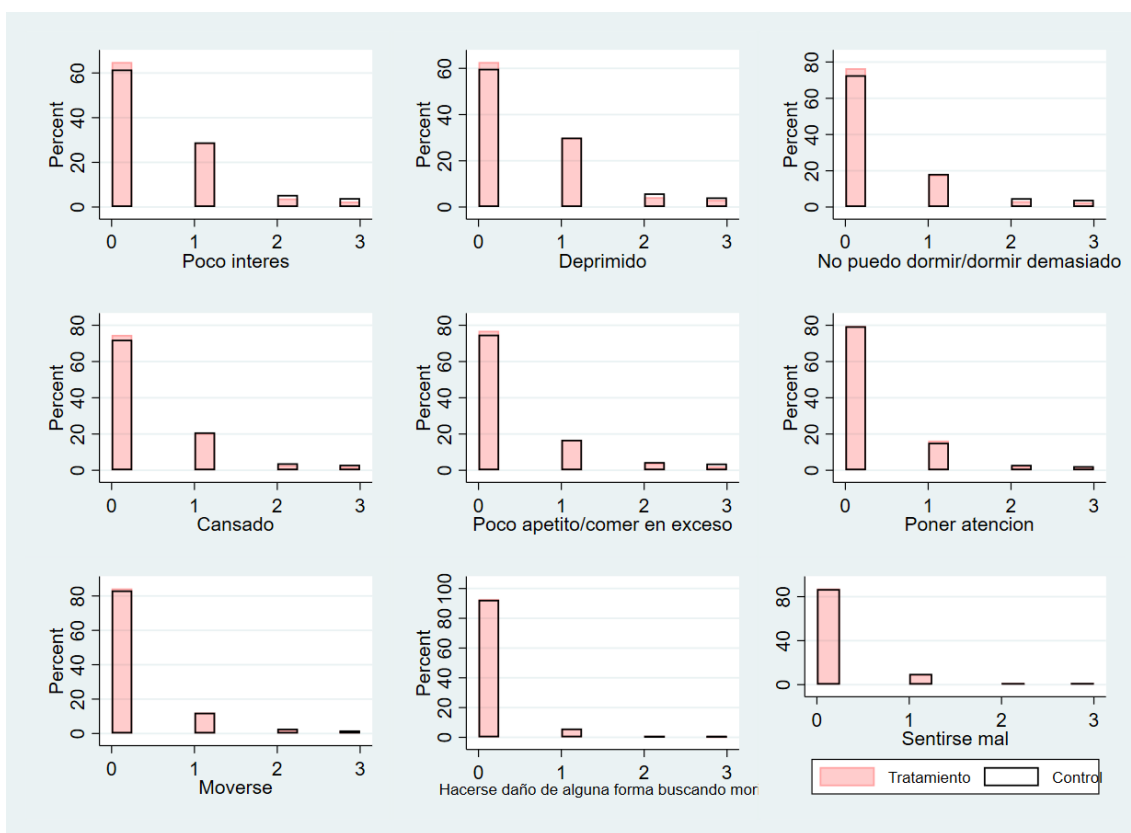 Percent
60
40
20
0
0 1 2 3
Poco interes
Percent
60
40
20
0
0 1 2 3
Deprimido
Percent
80
60
40
20
0
0 1 2 3
No puedo dormir/dormir demasiado
Percent
80
60
40
20
0
0 1 2 3
Cansado
Percent
80
60
40
20
0
0 1 2 3
Poco apetito/comer en exceso
Percent
80
60
40
20
0
0 1 2 3
Poner atencion
Percent
80
60
40
20
0
0 1 2 3
Moverse
Percent
100
80
60
40
20
0
0 1 2 3
Hacerse daño de alguna forma buscando mori
80
40
0
0 1 2 3
Sentirse mal
Tratamiento Control